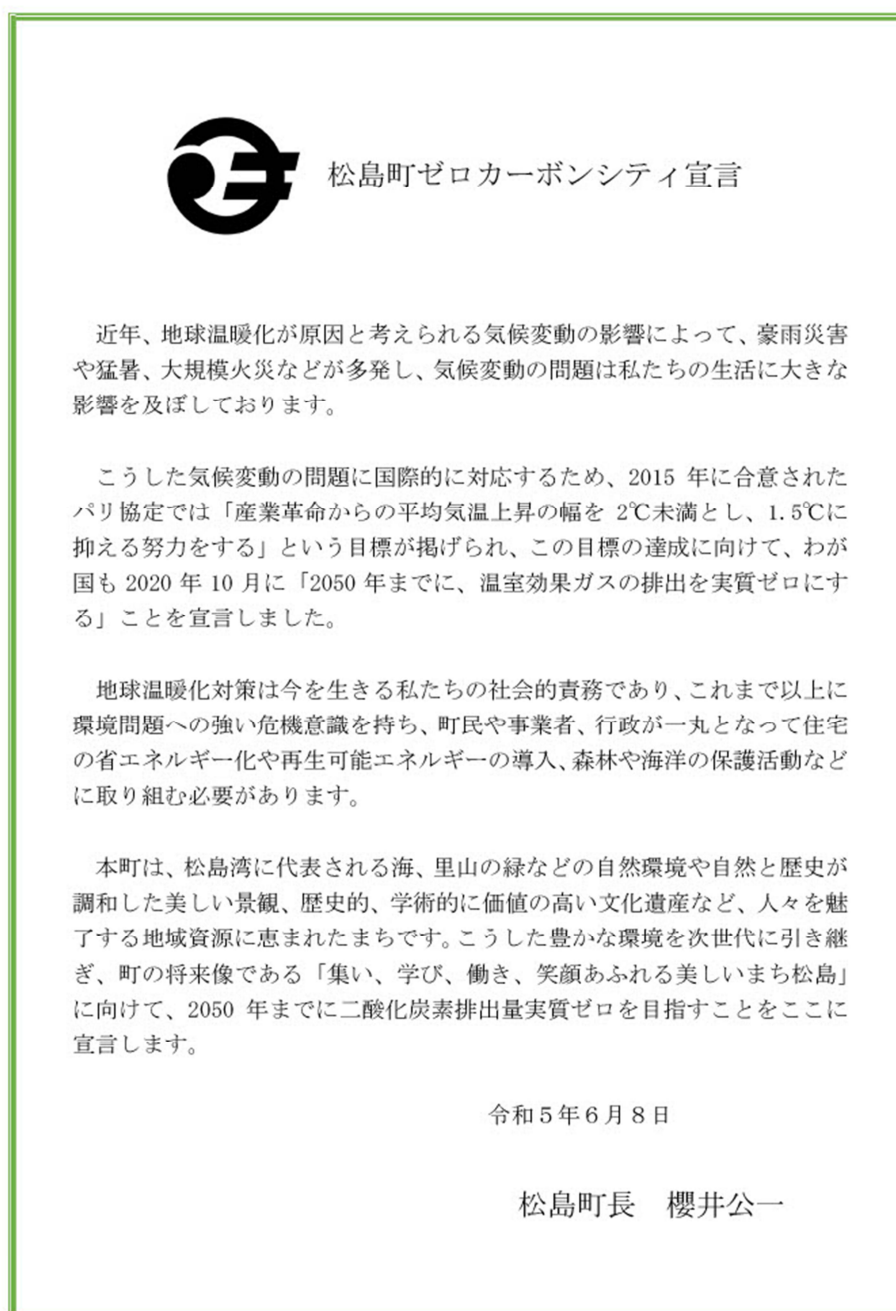 松島町ゼロカーボンシティ宣言
近年、地球温暖化が原因と考えられる気候変動の影響によって、豪雨災害
や猛暑、大規模火災などが多発し、気候変動の問題は私たちの生活に大きな
影響を及ぼしております。
こうした気候変動の問題に国際的に対応するため、2015 年に合意された
パリ協定では「産業革命からの平均気温上昇の幅を 2℃未満とし、1.5℃に
抑える努力をする」という目標が掲げられ、この目標の達成に向けて、わが
国も 2020 年 10 月に「2050 年までに、温室効果ガスの排出を実質ゼロにす
る」ことを宣言しました。
地球温暖化対策は今を生きる私たちの社会的責務であり、これまで以上に
環境問題への強い危機意識を持ち、町民や事業者、行政が一丸となって住宅
の省エネルギー化や再生可能エネルギーの導入、森林や海洋の保護活動など
に取り組む必要があります。
本町は、松島湾に代表される海、里山の緑などの自然環境や自然と歴史が
調和した美しい景観、歴史的、学術的に価値の高い文化遺産など、人々を魅
了する地域資源に恵まれたまちです。こうした豊かな環境を次世代に引き継
ぎ、町の将来像である「集い、学び、働き、笑顔あふれる美しいまち松島」
に向けて、2050 年までに二酸化炭素排出量実質ゼロを目指すことをここに
宣言します。
令和５年６月８日
松島町長　櫻井公一